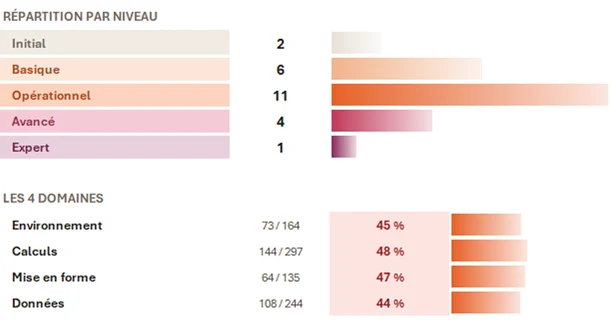 RÉPARTITION PAR NIVEAU
Initial 2
Basique 6
Opérationnel 11
Avancé 4
Expert 1
LES 4 DOMAINES
Environnement 73 / 164 45 %
Calculs 144 / 297 48 %
Mise en forme 64 / 135 47 %
Données 108 / 244 44 %